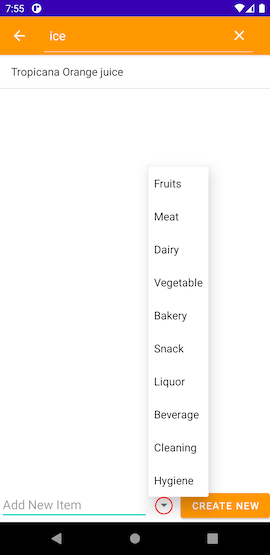 7:55
ice
Tropicana Orange juice
Fruits
Meat
Dairy
Vegetable
Bakery
Snack
Liquor
Beverage
Cleaning
Hygiene
Add New Item
CREATE NEW